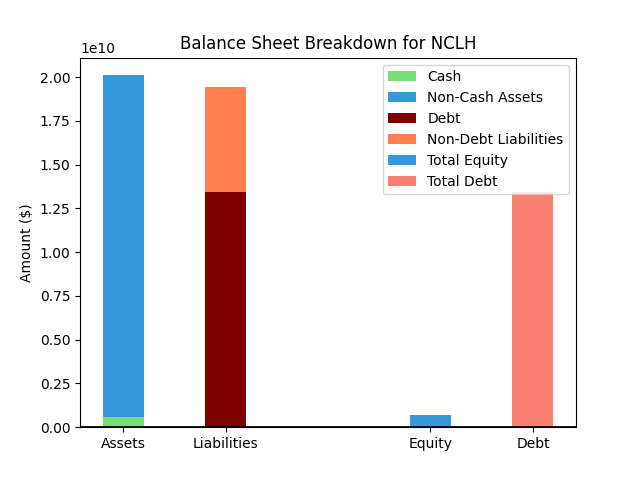 Balance Sheet Breakdown for NCLH
1e10
2.00
1.75
1.50
1.25
1.00
0.75
0.50
0.25
0.00
Amount ($)
Cash
Non-Cash Assets
Debt
Non-Debt Liabilities
Total Equity
Total Debt
Assets
Liabilities
Equity
Debt